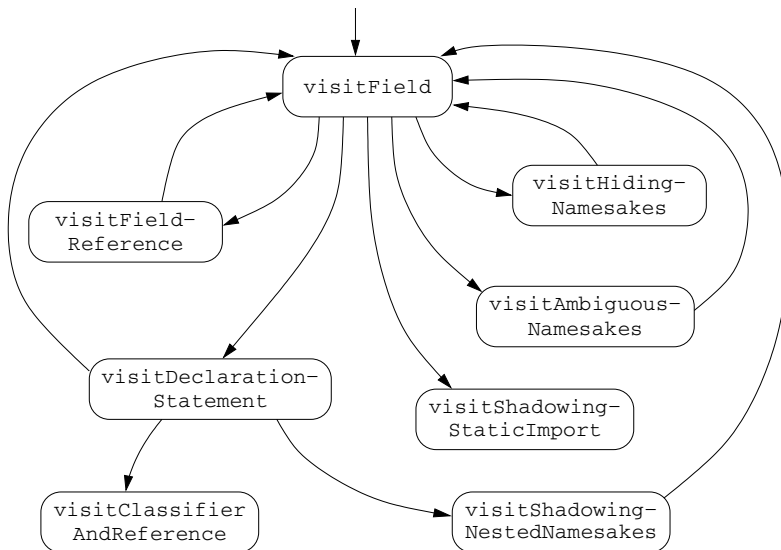 visitField
visitHiding-
Namesakes
visitField-
Reference
visitAmbiguous-
Namesakes
visitDeclaration-
Statement
visitShadowing-
StaticImport
visitClassifier
AndReference
visitShadowing-
NestedNamesakes